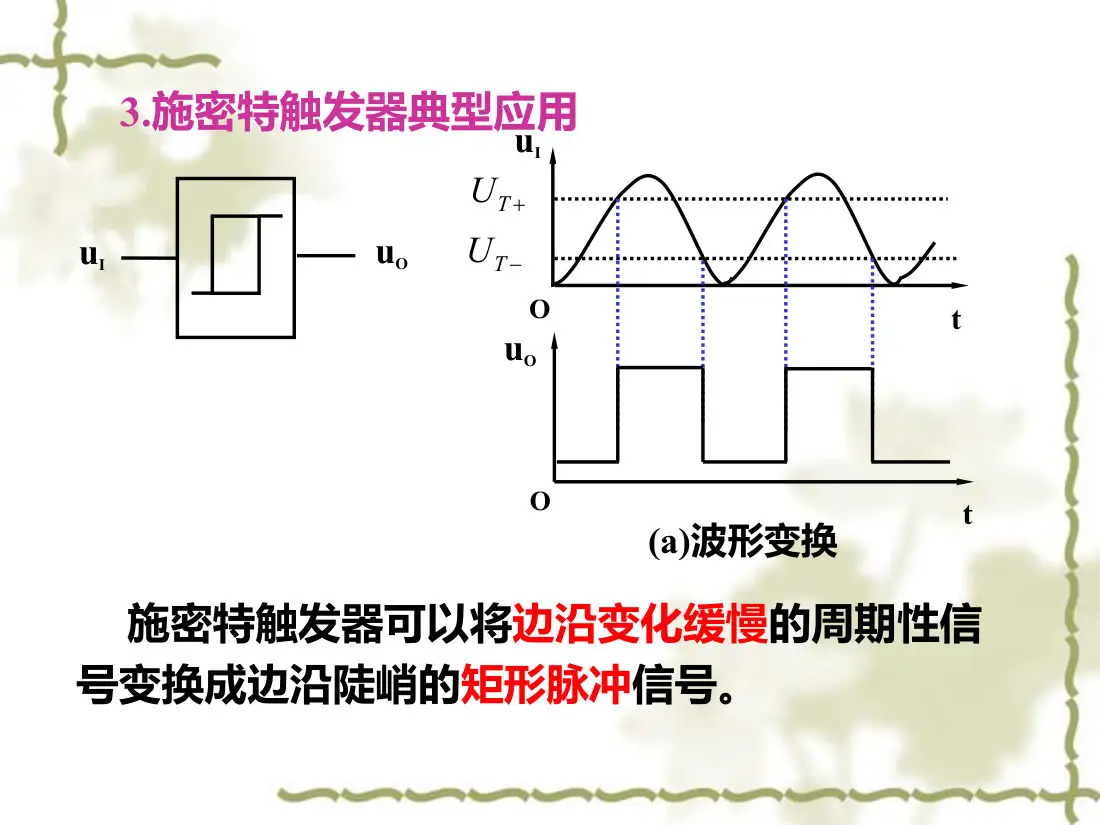 3.施密特触发器典型应用
uI
UT+
uI
uO
UT−
O
t
uO
O
t
(a)波形变换
施密特触发器可以将边沿变化缓慢的周期性信
号变换成边沿陡峭的矩形脉冲信号。